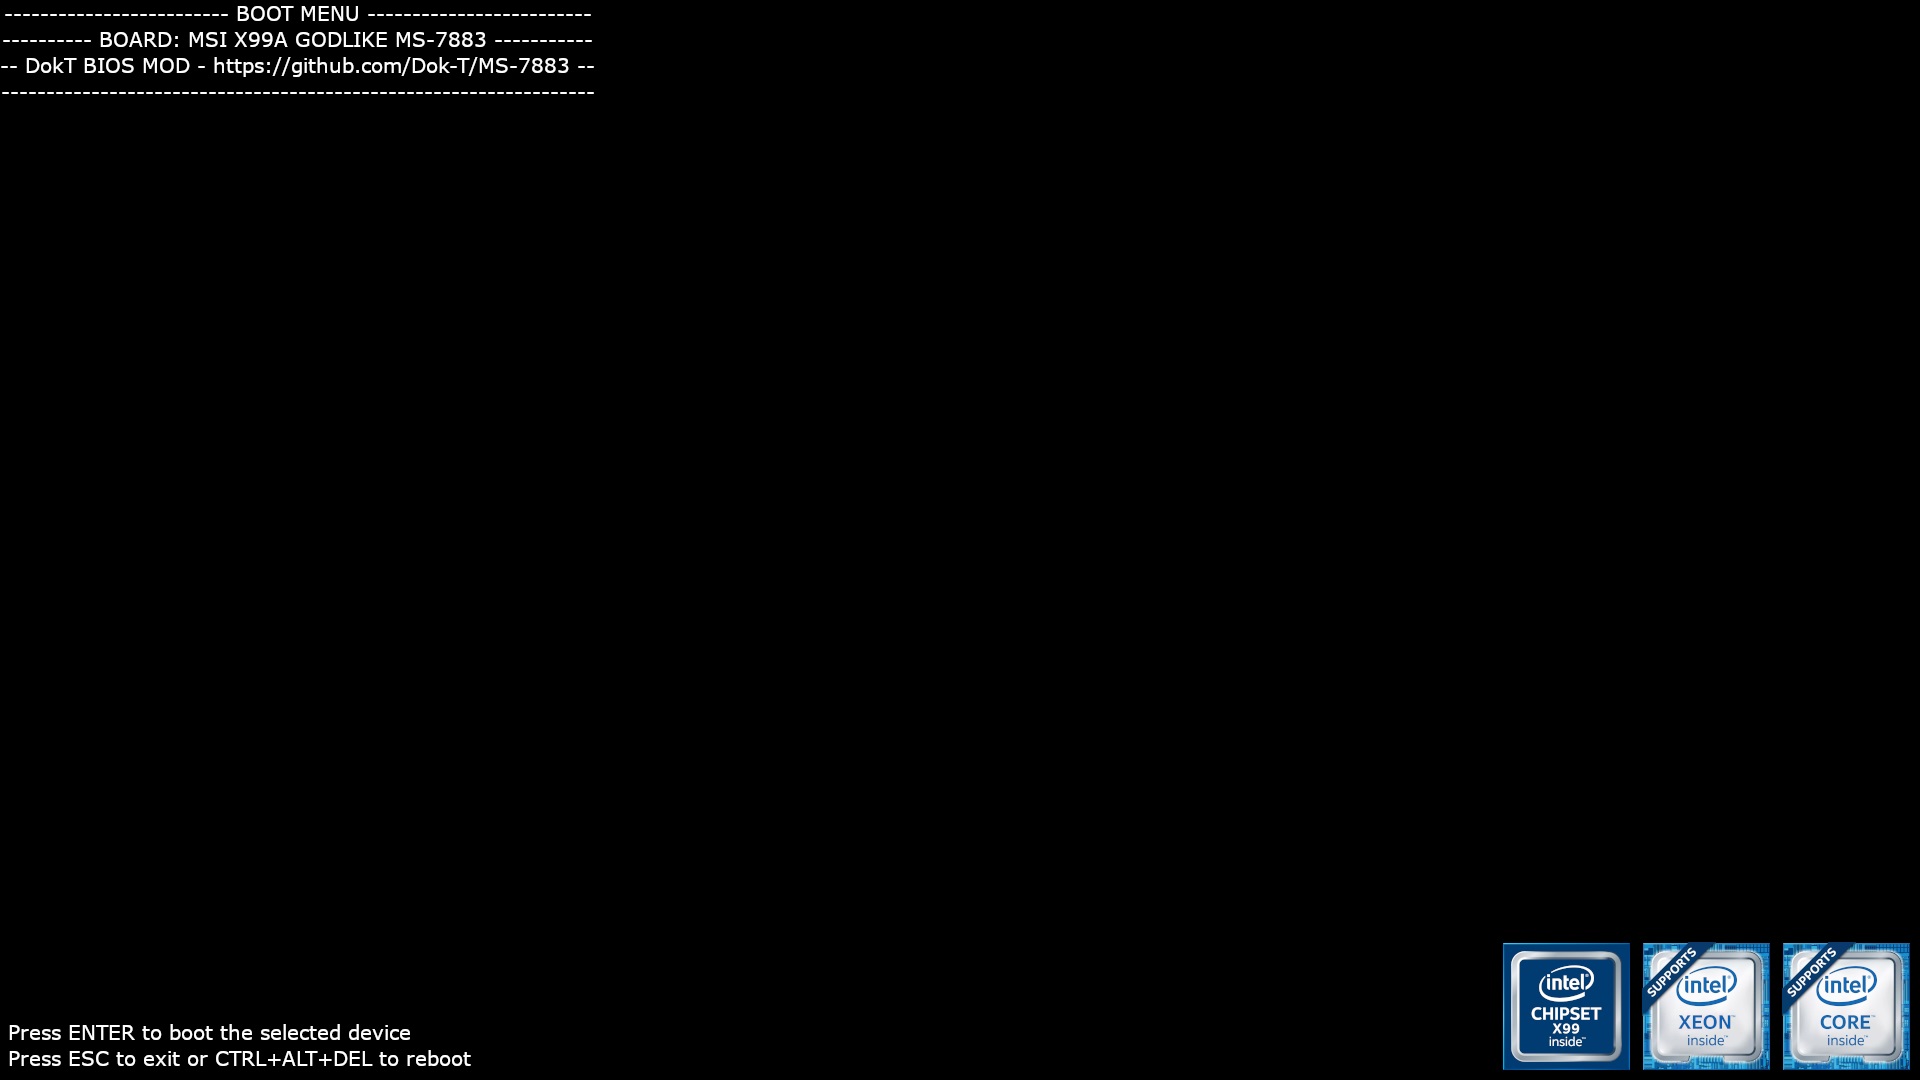 ------------------------- BOOT MENU -------------------------
---------- BOARD: MSI X99A GODLIKE MS-7883 -----------
-- DokT BIOS MOD - https://github.com/Dok-T/MS-7883 --
------------------------------------------------------------------
Press ENTER to boot the selected device
Press ESC to exit or CTRL+ALT+DEL to reboot
intel
CHIPSET
X99
inside™
SUPPORTS
intel
XEON™
inside™
SUPPORTS
intel
CORE™
inside™